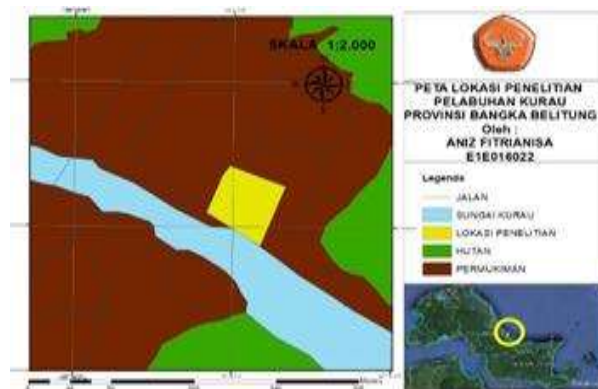 SKALA 1:2.000
PETA LOKASI PENELITIAN
PELABUHAN KURAU
PROVINSI BANGKA BELITUNG
Oleh :
ANIZ FITRIANISA
E1E016022
Legenda
JALAN
SUNGAI KURAU
LOKASI PENELITIAN
HUTAN
PERMUKIMAN